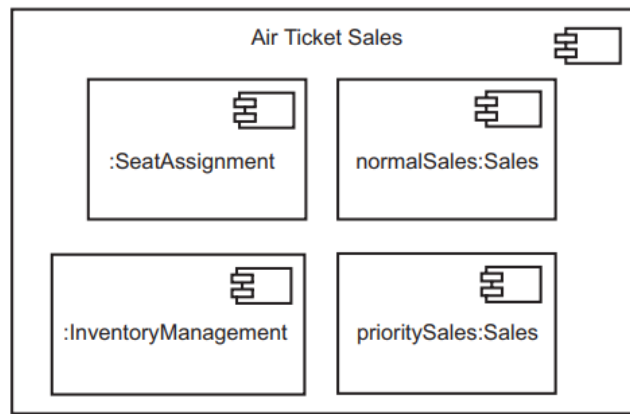 Air Ticket Sales
:SeatAssignment
normalSales:Sales
:InventoryManagement
prioritySales:Sales